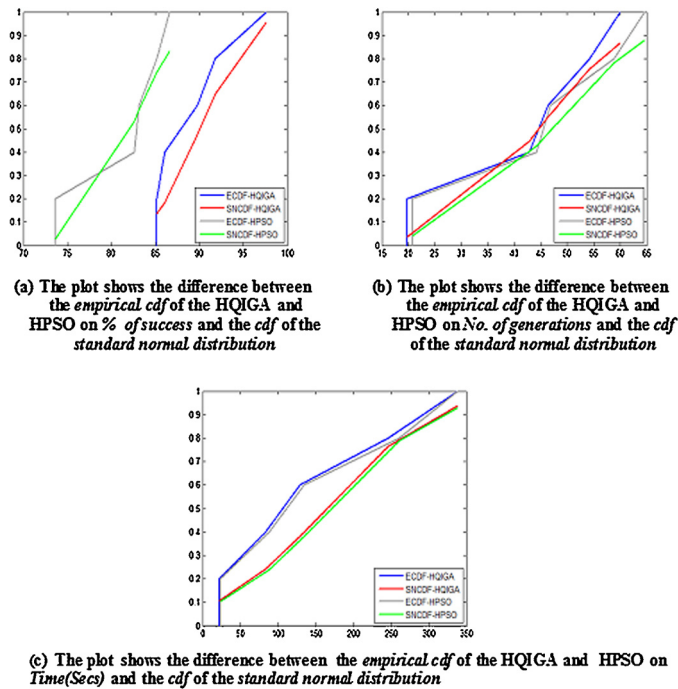 1
0.9
0.8
0.7
0.6
0.5
0.4
0.3
0.2
0.1
0
70 75 80 85 90 95 100
ECDF-HQIGA
SNCDF-HQIGA
ECDF-HPSO
SNCDF-HPSO
(a) The plot shows the difference between
the empirical cdf of the HQIGA and
HPSO on % of success and the cdf of the
standard normal distribution
1
0.9
0.8
0.7
0.6
0.5
0.4
0.3
0.2
0.1
0
15 20 25 30 35 40 45 50 55 60 65
ECDF-HQIGA
SNCDF-HQIGA
ECDF-HPSO
SNCDF-HPSO
(b) The plot shows the difference between
the empirical cdf of the HQIGA and
HPSO on No. of generations and the cdf
of the standard normal distribution
1
0.9
0.8
0.7
0.6
0.5
0.4
0.3
0.2
0.1
0
0 50 100 150 200 250 300 350
ECDF-HQIGA
SNCDF-HQIGA
ECDF-HPSO
SNCDF-HPSO
(c) The plot shows the difference between the empirical cdf of the HQIGA and HPSO on
Time(Secs) and the cdf of the standard normal distribution